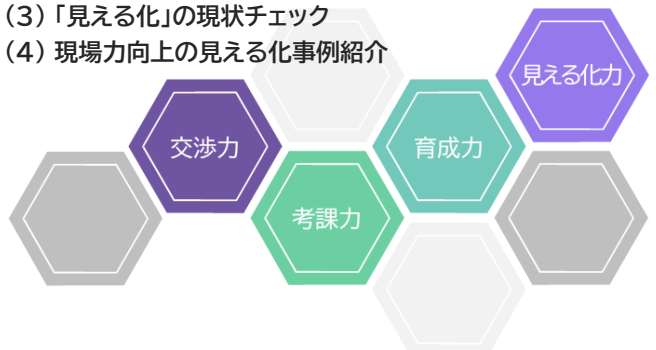 (3) 「見える化」の現状チェック
(4) 現場力向上の見える化事例紹介
見える化力
交渉力
育成力
考課力